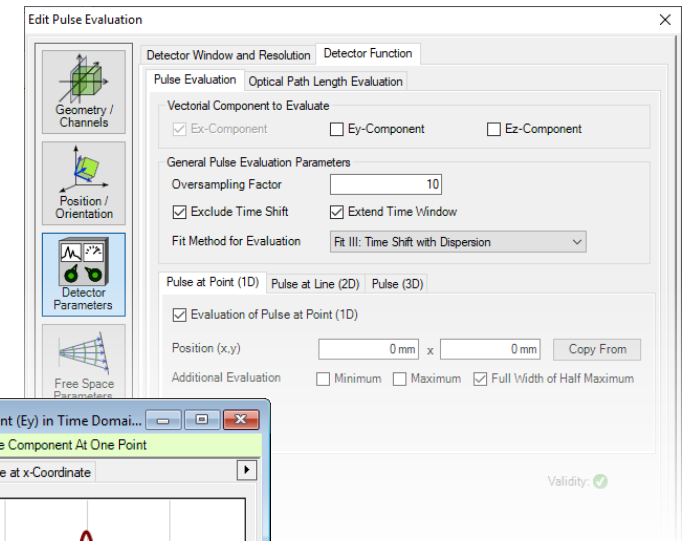 Edit Pulse Evaluation
Geometry /
Channels
Position /
Orientation
Detector
Parameters
Free Space
Parameters
Detector Window and Resolution Detector Function
Pulse Evaluation Optical Path Length Evaluation
Vectorial Component to Evaluate
Ex-Component Ey-Component Ez-Component
General Pulse Evaluation Parameters
Oversampling Factor 10
Exclude Time Shift Extend Time Window
Fit Method for Evaluation Fit III: Time Shift with Dispersion
Pulse at Point (1D) Pulse at Line (2D) Pulse (3D)
Evaluation of Pulse at Point (1D)
Position (x,y) 0 mm x 0 mm Copy From
Additional Evaluation Minimum Maximum Full Width of Half Maximum
Validity:
nt (Ey) in Time Domai...
e Component At One Point
e at x-Coordinate